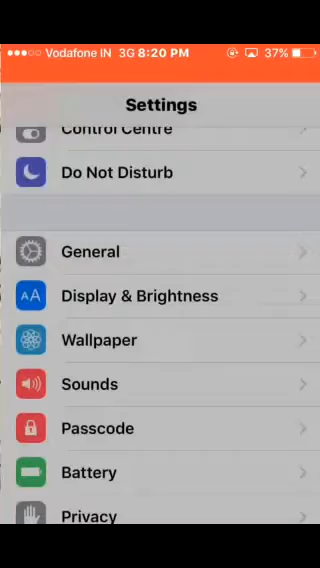 Vodafone IN 3G 8:20 PM 37%
Settings
Control Centre
Do Not Disturb
General
AA Display & Brightness
Wallpaper
Sounds
Passcode
Battery
Privacy